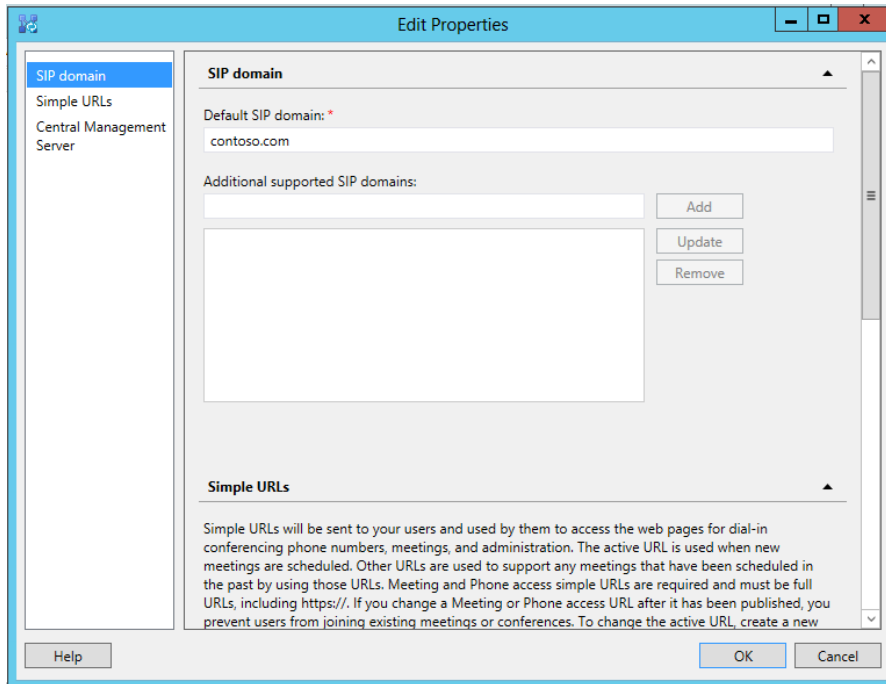 Edit Properties
SIP domain
Simple URLs
Central Management
Server
SIP domain
Default SIP domain: *
contoso.com
Additional supported SIP domains:
Add
Update
Remove
Simple URLs
Simple URLs will be sent to your users and used by them to access the web pages for dial-in
conferencing phone numbers, meetings, and administration. The active URL is used when new
meetings are scheduled. Other URLs are used to support any meetings that have been scheduled in
the past by using those URLs. Meeting and Phone access simple URLs are required and must be full
URLs, including https://. If you change a Meeting or Phone access URL after it has been published, you
prevent users from joining existing meetings or conferences. To change the active URL, create a new
Help
OK
Cancel